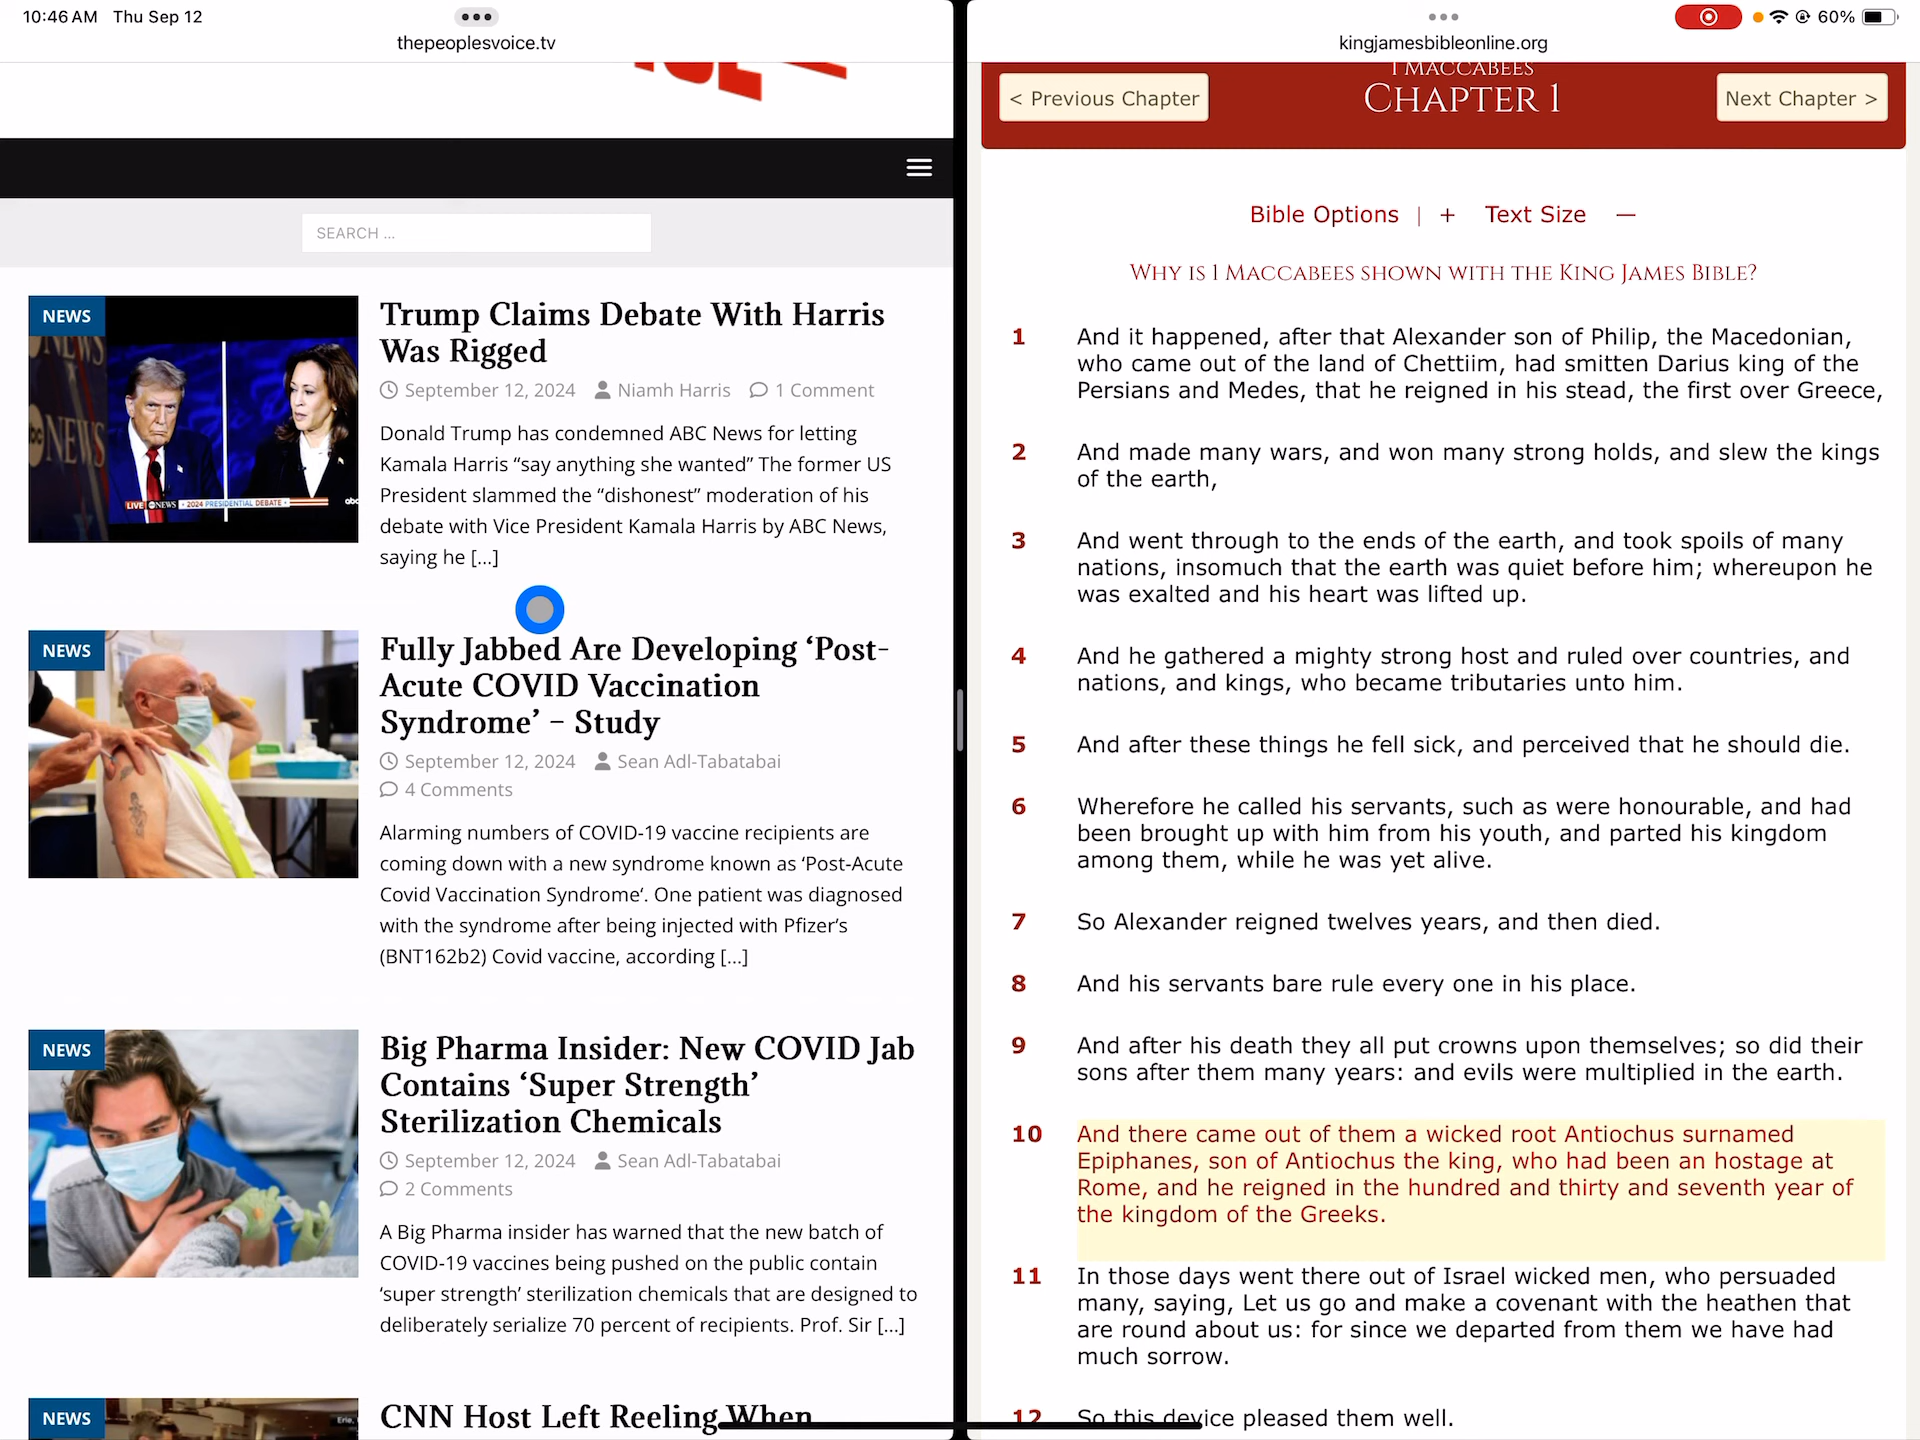 10:46 AM Thu Sep 12
thepeoplesvoice.tv
SEARCH ...
NEWS
Trump Claims Debate With Harris
Was Rigged
September 12, 2024 Niamh Harris 1 Comment
Donald Trump has condemned ABC News for letting
Kamala Harris “say anything she wanted” The former US
President slammed the “dishonest” moderation of his
debate with Vice President Kamala Harris by ABC News,
saying he [...]
NEWS
abc NEWS
LIVE abc NEWS 2024 PRESIDENTIAL DEBATE
abc
NEWS
Fully Jabbed Are Developing ‘Post-
Acute COVID Vaccination
Syndrome’ – Study
September 12, 2024 Sean Adl-Tabatabai
4 Comments
Alarming numbers of COVID-19 vaccine recipients are
coming down with a new syndrome known as ‘Post-Acute
Covid Vaccination Syndrome‘. One patient was diagnosed
with the syndrome after being injected with Pfizer’s
(BNT162b2) Covid vaccine, according [...]
NEWS
Big Pharma Insider: New COVID Jab
Contains ‘Super Strength’
Sterilization Chemicals
September 12, 2024 Sean Adl-Tabatabai
2 Comments
A Big Pharma insider has warned that the new batch of
COVID-19 vaccines being pushed on the public contain
‘super strength’ sterilization chemicals that are designed to
deliberately serialize 70 percent of recipients. Prof. Sir [...]
NEWS
CNN Host Left Reeling When
60%
kingjamesbibleonline.org
1 MACCABEES
< Previous Chapter CHAPTER 1 Next Chapter >
Bible Options | + Text Size —
WHY IS 1 MACCABEES SHOWN WITH THE KING JAMES BIBLE?
1 And it happened, after that Alexander son of Philip, the Macedonian,
who came out of the land of Chettiim, had smitten Darius king of the
Persians and Medes, that he reigned in his stead, the first over Greece,
2 And made many wars, and won many strong holds, and slew the kings
of the earth,
3 And went through to the ends of the earth, and took spoils of many
nations, insomuch that the earth was quiet before him; whereupon he
was exalted and his heart was lifted up.
4 And he gathered a mighty strong host and ruled over countries, and
nations, and kings, who became tributaries unto him.
5 And after these things he fell sick, and perceived that he should die.
6 Wherefore he called his servants, such as were honourable, and had
been brought up with him from his youth, and parted his kingdom
among them, while he was yet alive.
7 So Alexander reigned twelves years, and then died.
8 And his servants bare rule every one in his place.
9 And after his death they all put crowns upon themselves; so did their
sons after them many years: and evils were multiplied in the earth.
10 And there came out of them a wicked root Antiochus surnamed
Epiphanes, son of Antiochus the king, who had been an hostage at
Rome, and he reigned in the hundred and thirty and seventh year of
the kingdom of the Greeks.
11 In those days went there out of Israel wicked men, who persuaded
many, saying, Let us go and make a covenant with the heathen that
are round about us: for since we departed from them we have had
much sorrow.
12 So this device pleased them well.